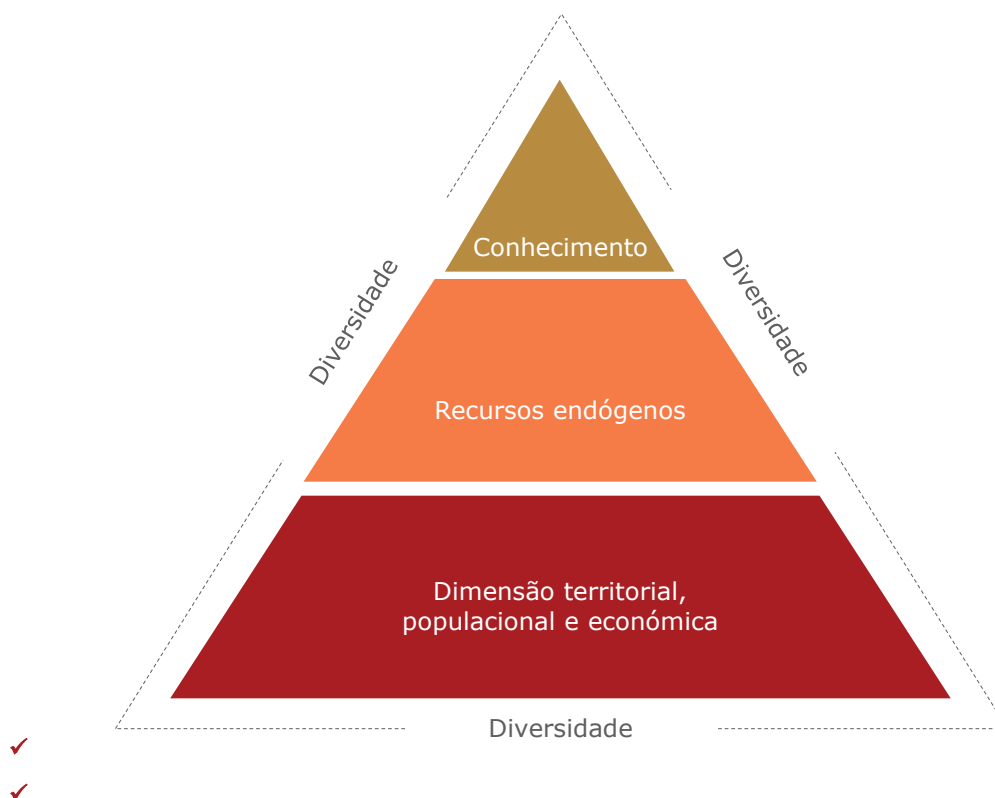 Conhecimento
Diversidade
Diversidade
Recursos endógenos
Dimensão territorial,
populacional e económica
Diversidade